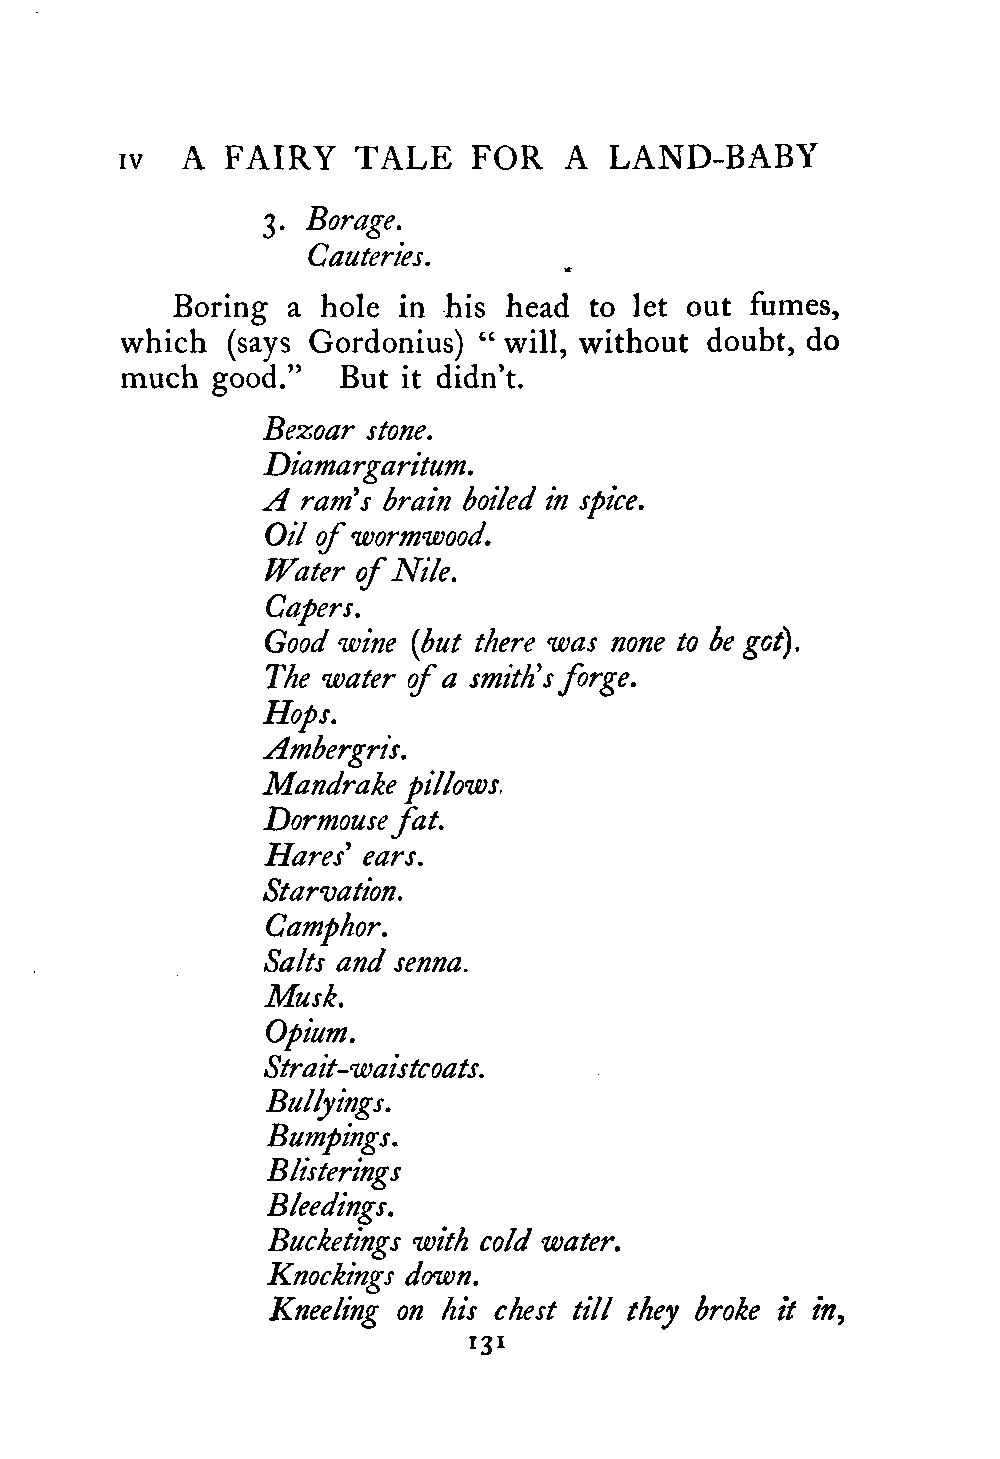 IV A FAIRY TALE FOR A LAND-BABY
3. Borage.
Cauteries.
Boring a hole in his head to let out fumes,
which (says Gordonius) “ will, without doubt, do
much good.” But it didn’t.
Bezoar stone.
Diamargaritum.
A ram’s brain boiled in spice.
Oil of wormwood.
Water of Nile.
Capers.
Good wine (but there was none to be got).
The water of a smith’s forge.
Hops.
Ambergris.
Mandrake pillows.
Dormouse fat.
Hares’ ears.
Starvation.
Camphor.
Salts and senna.
Musk.
Opium.
Strait-waistcoats.
Bullyings.
Bumpings.
Blisterings
Bleedings.
Bucketings with cold water.
Knockings down.
Kneeling on his chest till they broke it in,
131